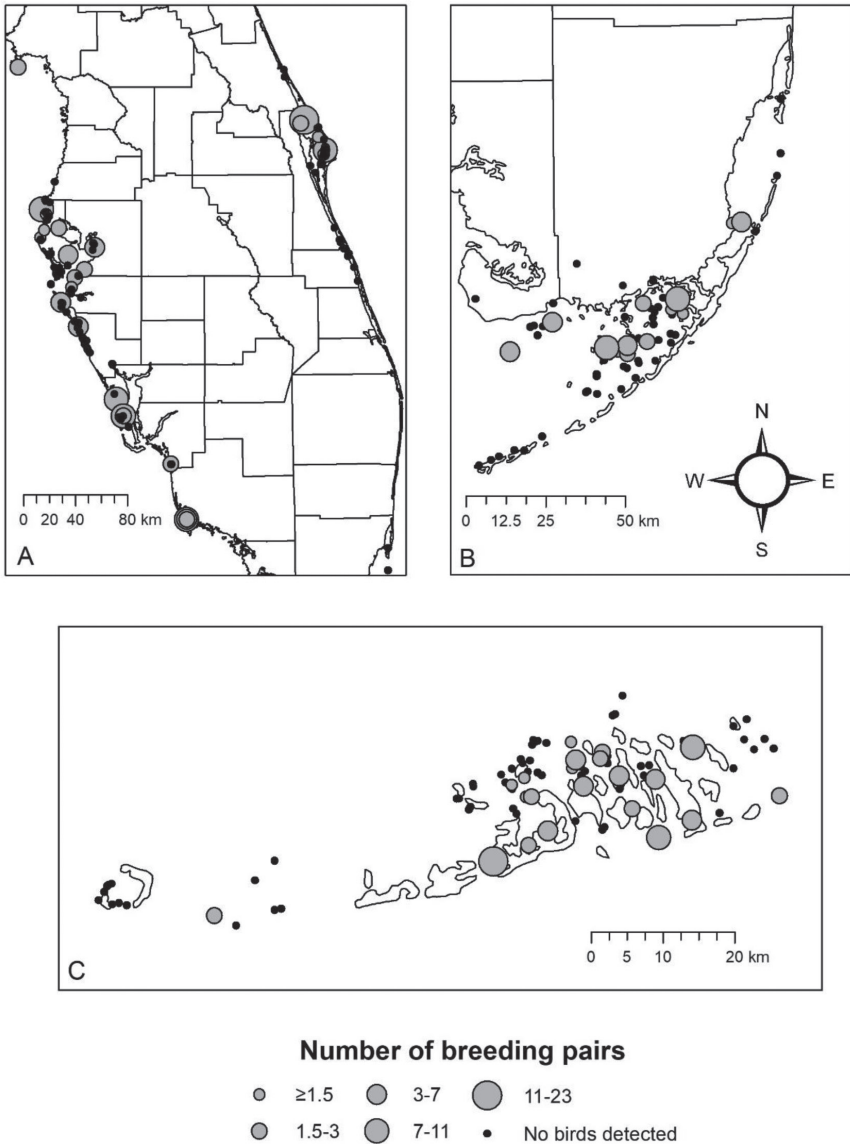 0 20 40 80 km
A
N
W E
S
0 12.5 25 50 km
B
0 5 10 20 km
C
Number of breeding pairs
≥1.5 3-7 11-23
1.5-3 7-11 No birds detected